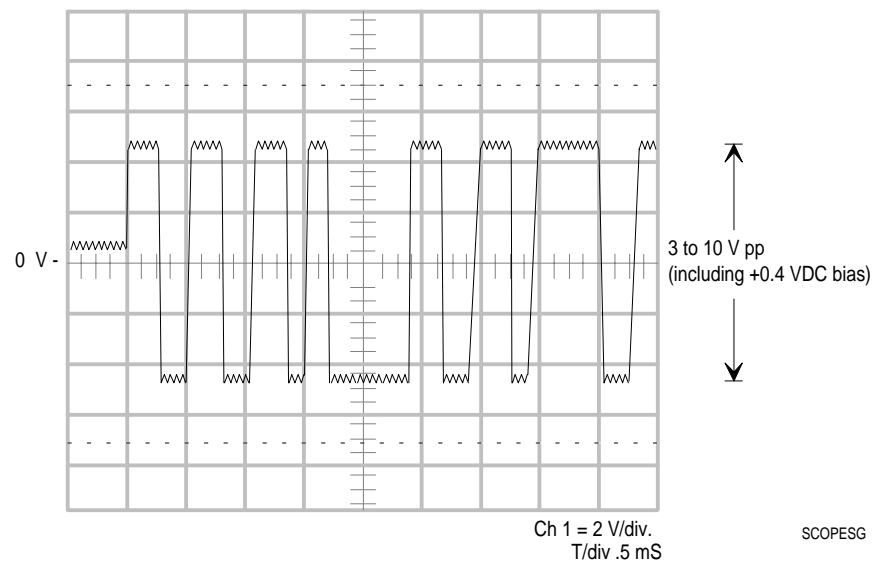 0 V -
3 to 10 V pp
(including +0.4 VDC bias)
Ch 1 = 2 V/div.
T/div .5 mS
SCOPESG